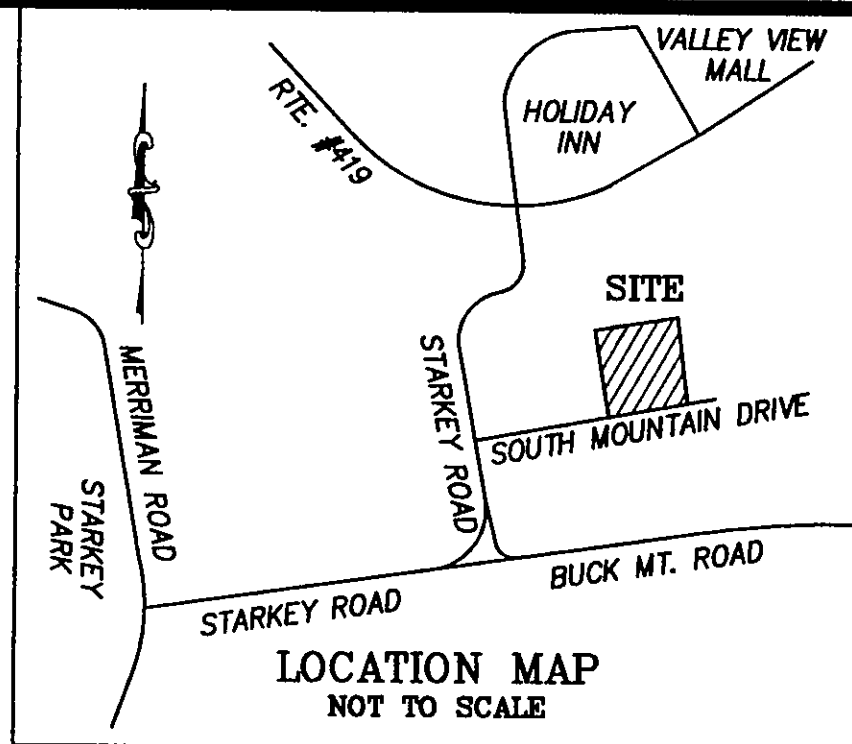 VALLEY VIEW
MALL
HOLIDAY
INN
RTE. #419
SITE
MERRIMAN ROAD
STARKEY ROAD
SOUTH MOUNTAIN DRIVE
STARKEY
PARK
STARKEY ROAD
BUCK MT. ROAD
LOCATION MAP
NOT TO SCALE